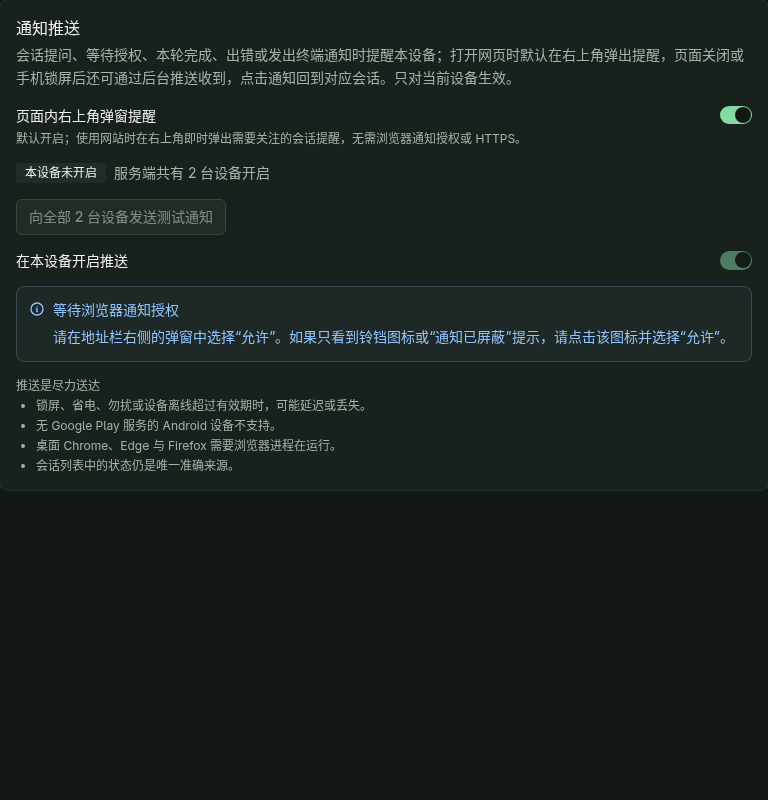 通知推送
会话提问、等待授权、本轮完成、出错或发出终端通知时提醒本设备；打开网页时默认在右上角弹出提醒，页面关闭或
手机锁屏后还可通过后台推送收到，点击通知回到对应会话。只对当前设备生效。
页面内右上角弹窗提醒
默认开启；使用网站时在右上角即时弹出需要关注的会话提醒，无需浏览器通知授权或 HTTPS。
本设备未开启 服务端共有 2 台设备开启
向全部 2 台设备发送测试通知
在本设备开启推送
等待浏览器通知授权
请在地址栏右侧的弹窗中选择“允许”。如果只看到铃铛图标或“通知已屏蔽”提示，请点击该图标并选择“允许”。
推送是尽力送达
• 锁屏、省电、勿扰或设备离线超过有效期时，可能延迟或丢失。
• 无 Google Play 服务的 Android 设备不支持。
• 桌面 Chrome、Edge 与 Firefox 需要浏览器进程在运行。
• 会话列表中的状态仍是唯一准确来源。